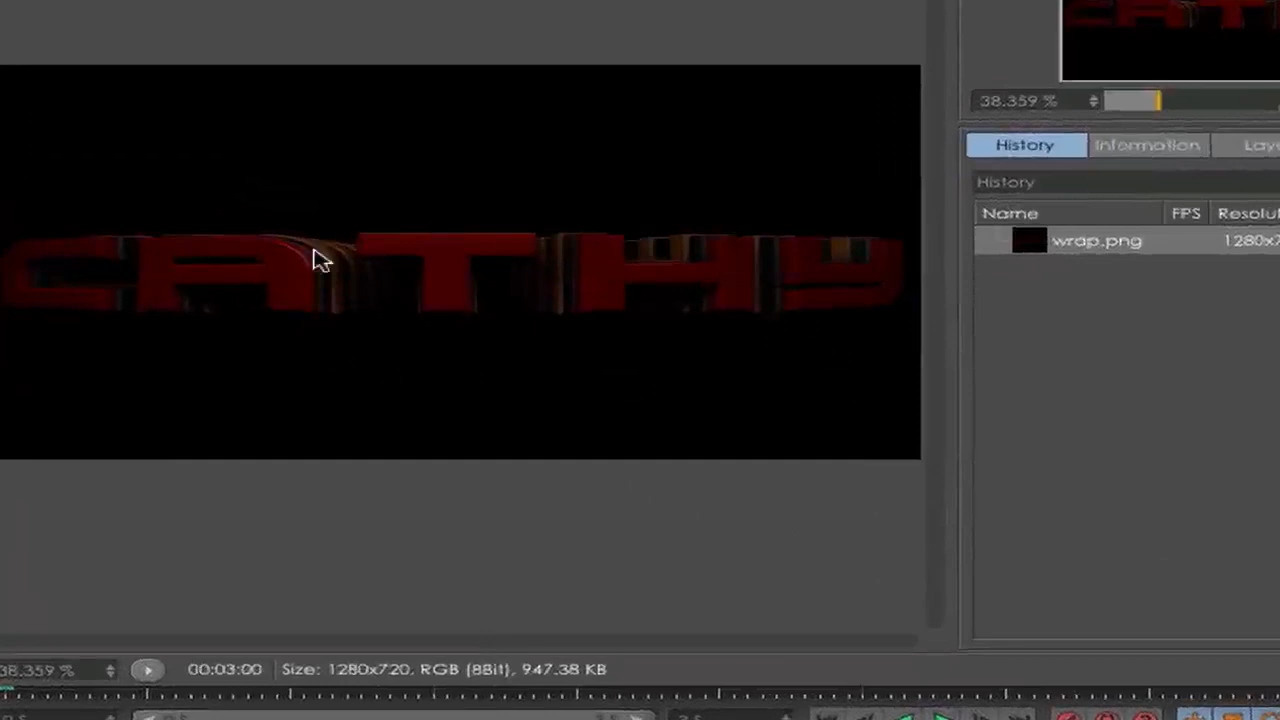 38.359 %
History Information
History
Name FPS
wrap.png
CATHY
38.359 % 00:03:00 Size: 1280x720, RGB (8Bit), 947.38 KB